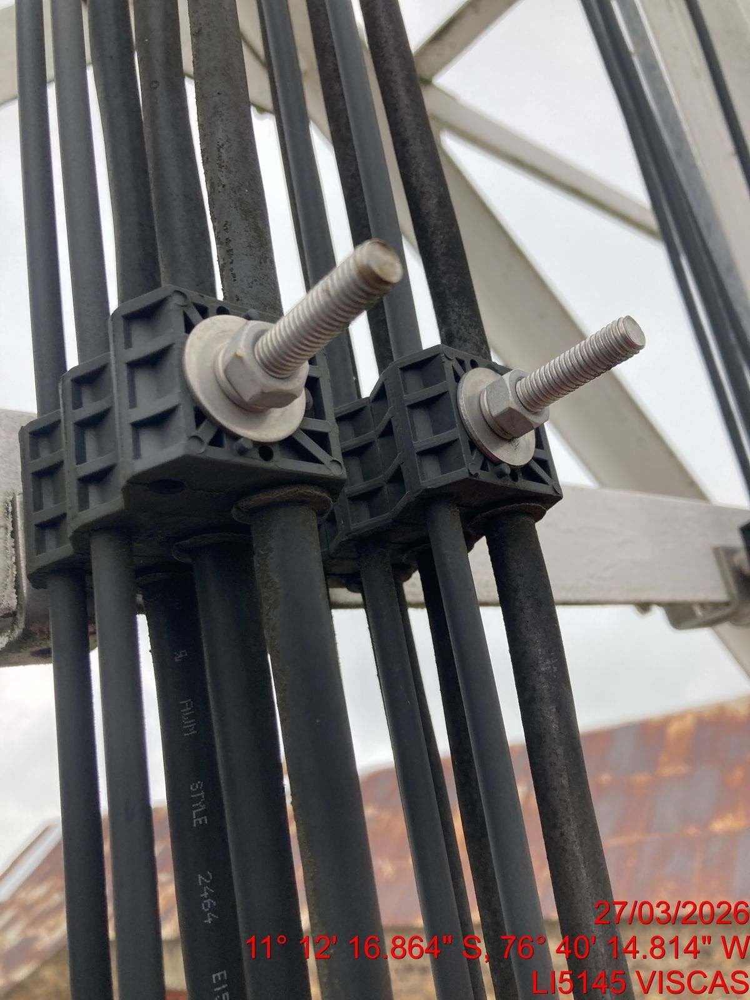 AWM STYLE 2464
27/03/2026
11° 12' 16.864" S, 76° 40' 14.814" W
LI5145 VISCAS